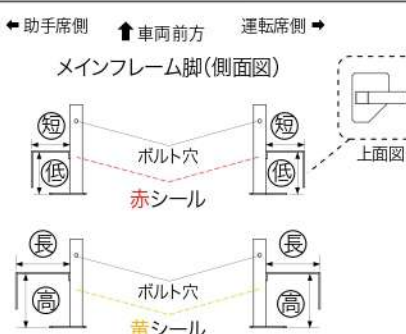 ⬅助手席側 ⬆車両前方 運転席側➡
メインフレーム脚(側面図)
短 短
ボルト穴
低 低
上面図
赤シール
長 長
ボルト穴
高 高
黄シール